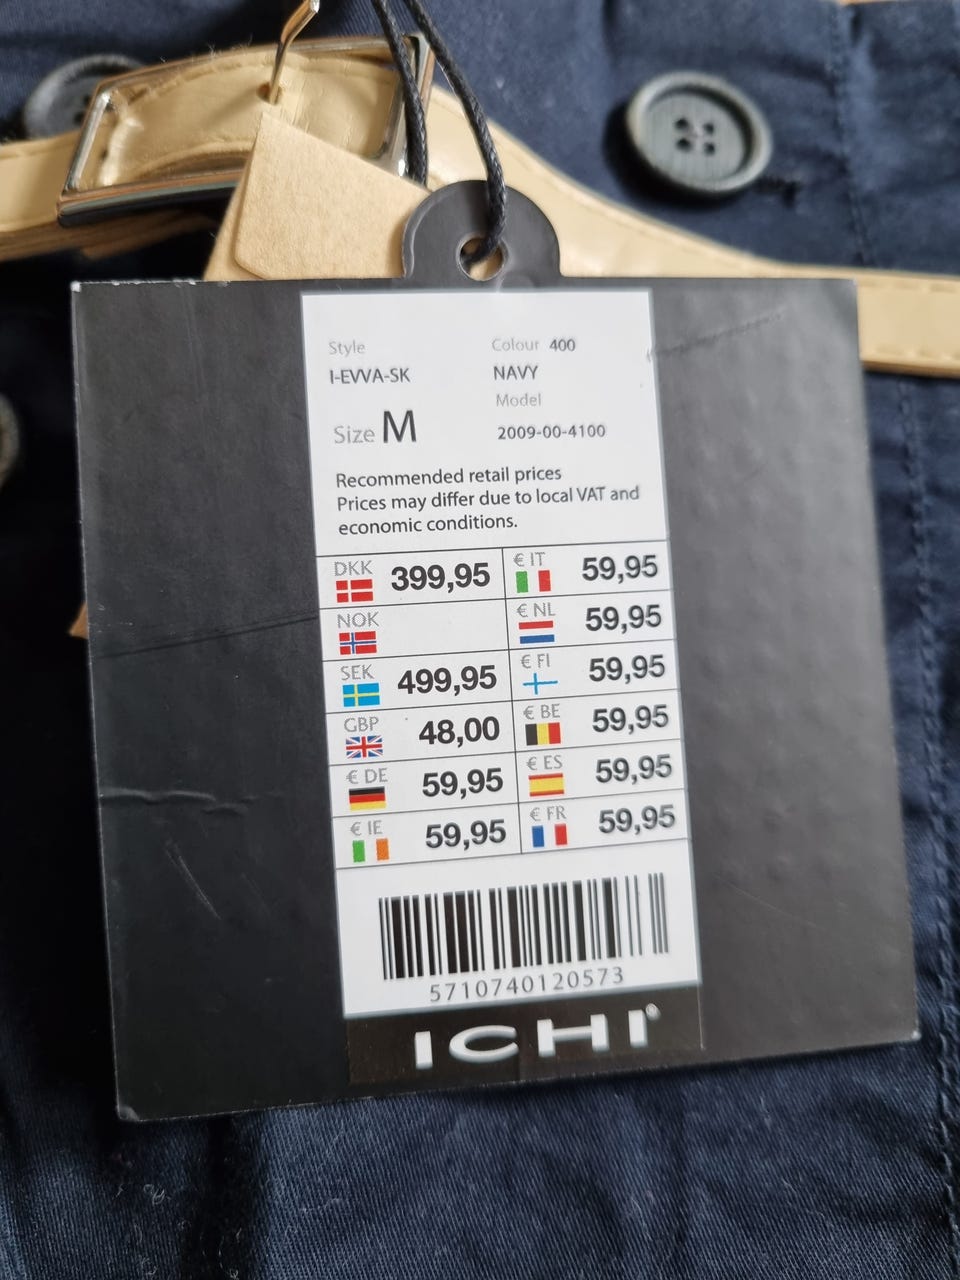 Style
Colour 400
I-EVVA-SK
NAVY
Model
Size M
2009-00-4100
Recommended retail prices
Prices may differ due to local VAT and
economic conditions.
DKK 399,95
€ IT 59,95
NOK
€ NL 59,95
SEK 499,95
€ FI 59,95
GBP 48,00
€ BE 59,95
€ DE 59,95
€ ES 59,95
€ IE 59,95
€ FR 59,95
5710740120573
ICHI®